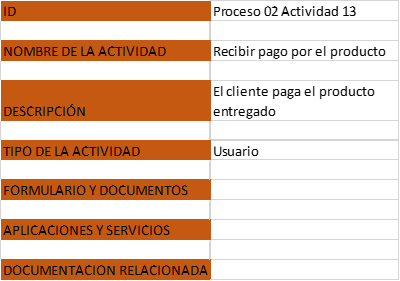 ID Proceso 02 Actividad 13
NOMBRE DE LA ACTIVIDAD Recibir pago por el producto
El cliente paga el producto
DESCRIPCIÓN entregado
TIPO DE LA ACTIVIDAD Usuario
FORMULARIO Y DOCUMENTOS
APLICACIONES Y SERVICIOS
DOCUMENTACION RELACIONADA